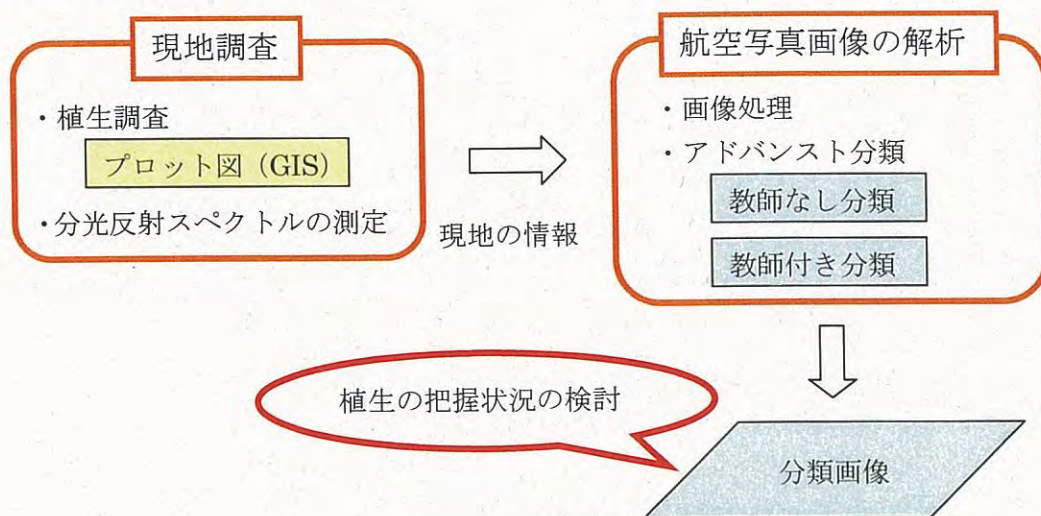 現地調査
・植生調査
プロット図（GIS）
・分光反射スペクトルの測定
現地の情報
航空写真画像の解析
・画像処理
・アドバンスト分類
教師なし分類
教師付き分類
植生の把握状況の検討
分類画像